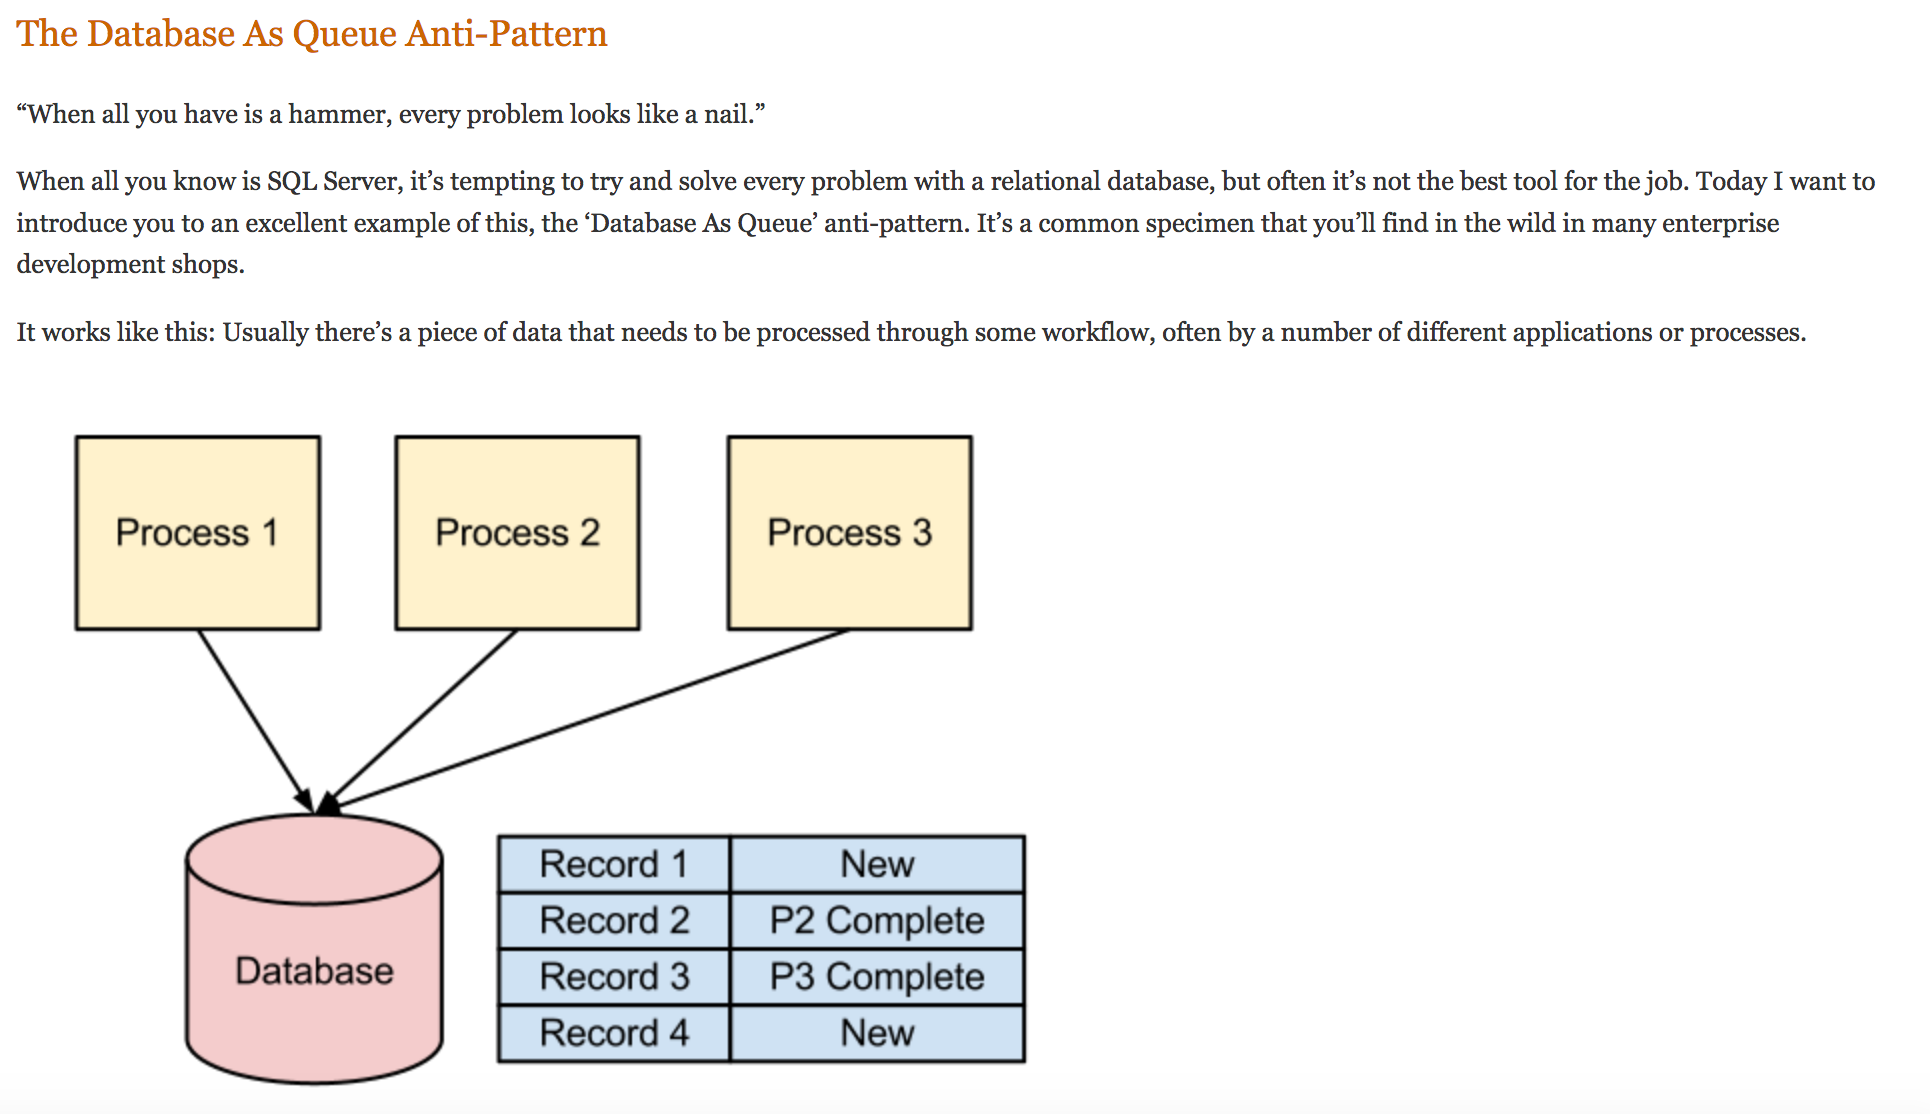 The Database As Queue Anti-Pattern
“When all you have is a hammer, every problem looks like a nail.”
When all you know is SQL Server, it’s tempting to try and solve every problem with a relational database, but often it’s not the best tool for the job. Today I want to
introduce you to an excellent example of this, the ‘Database As Queue’ anti-pattern. It’s a common specimen that you’ll find in the wild in many enterprise
development shops.
It works like this: Usually there’s a piece of data that needs to be processed through some workflow, often by a number of different applications or processes.
Process 1
Process 2
Process 3
Database
Record 1 New
Record 2 P2 Complete
Record 3 P3 Complete
Record 4 New